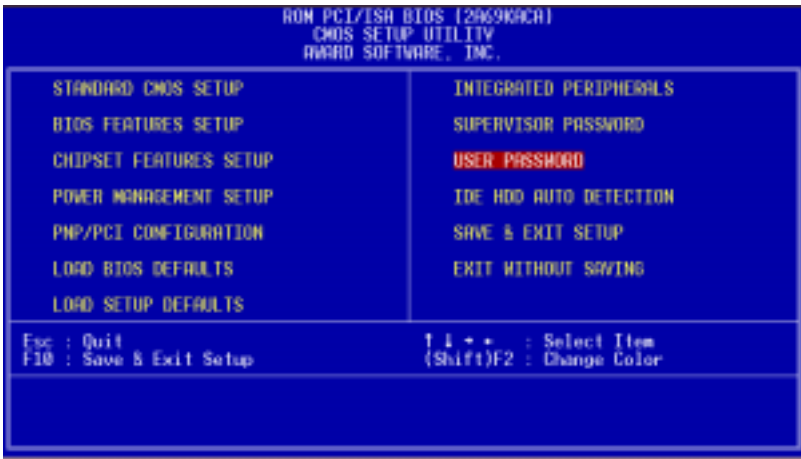 ROM PCI/ISA BIOS (2A69KACA)
CMOS SETUP UTILITY
AWARD SOFTWARE, INC.
STANDARD CMOS SETUP
BIOS FEATURES SETUP
CHIPSET FEATURES SETUP
POWER MANAGEMENT SETUP
PNP/PCI CONFIGURATION
LOAD BIOS DEFAULTS
LOAD SETUP DEFAULTS
INTEGRATED PERIPHERALS
SUPERVISOR PASSWORD
USER PASSWORD
IDE HDD AUTO DETECTION
SAVE & EXIT SETUP
EXIT WITHOUT SAVING
Esc : Quit
F10 : Save & Exit Setup
↑ ↓ → ← : Select Item
(Shift)F2 : Change Color